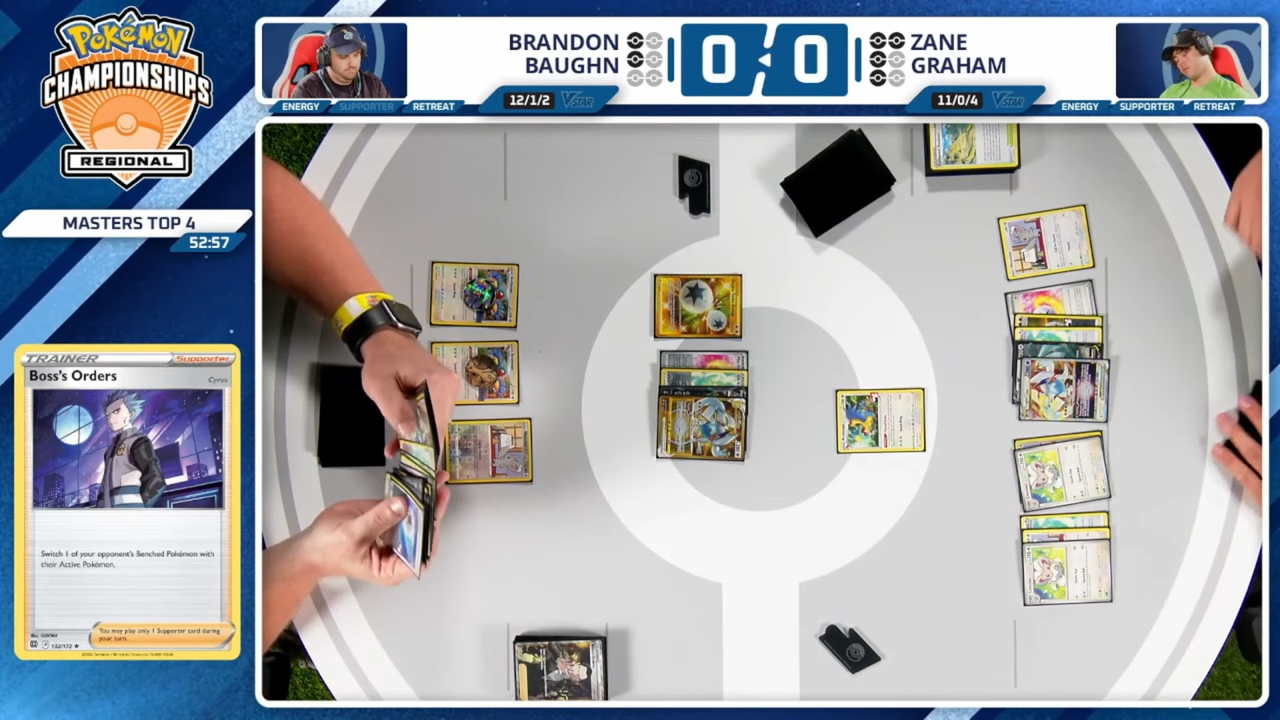 Pokémon
CHAMPIONSHIPS
REGIONAL
MASTERS TOP 4
52:57
BRANDON
BAUGHN
0
0
ZANE
GRAHAM
ENERGY
SUPPORTER
RETREAT
12/1/2
VSTAR
11/0/4
VSTAR
ENERGY
SUPPORTER
RETREAT
TRAINER
Supporter
Boss's Orders
Cyrus
Switch 1 of your opponent's Benched Pokémon with
their Active Pokémon.
You may play only 1 Supporter card during
your turn.
132/172